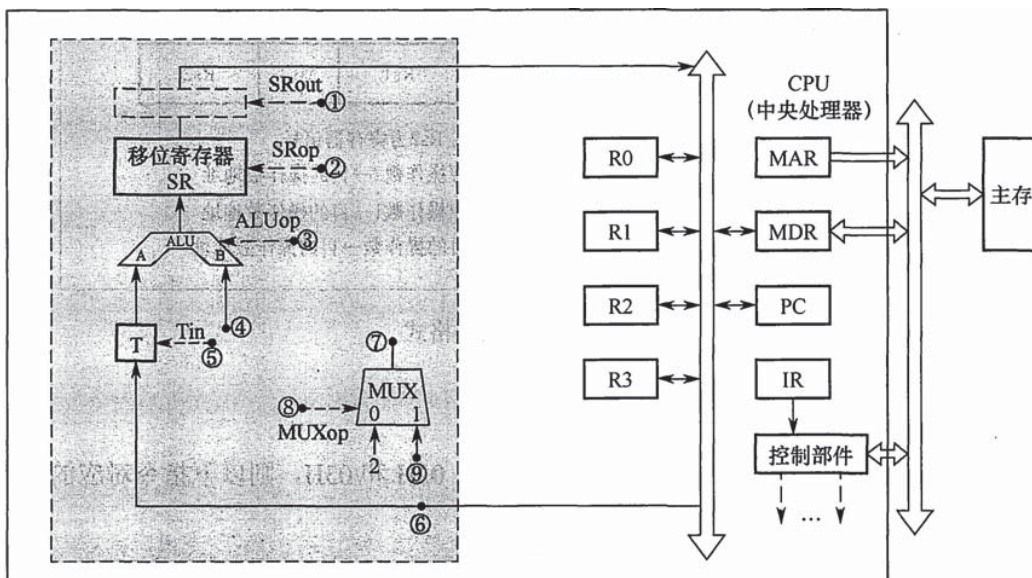 SRout
①
CPU
(中央处理器)
移位寄存器
SR
SRop
②
R0
MAR
主存
ALUop
③
ALU
A
B
R1
MDR
④
T
Tin
⑤
R2
PC
⑦
MUX
0
1
⑧
MUXop
2
⑨
R3
IR
控制部件
⑥
...